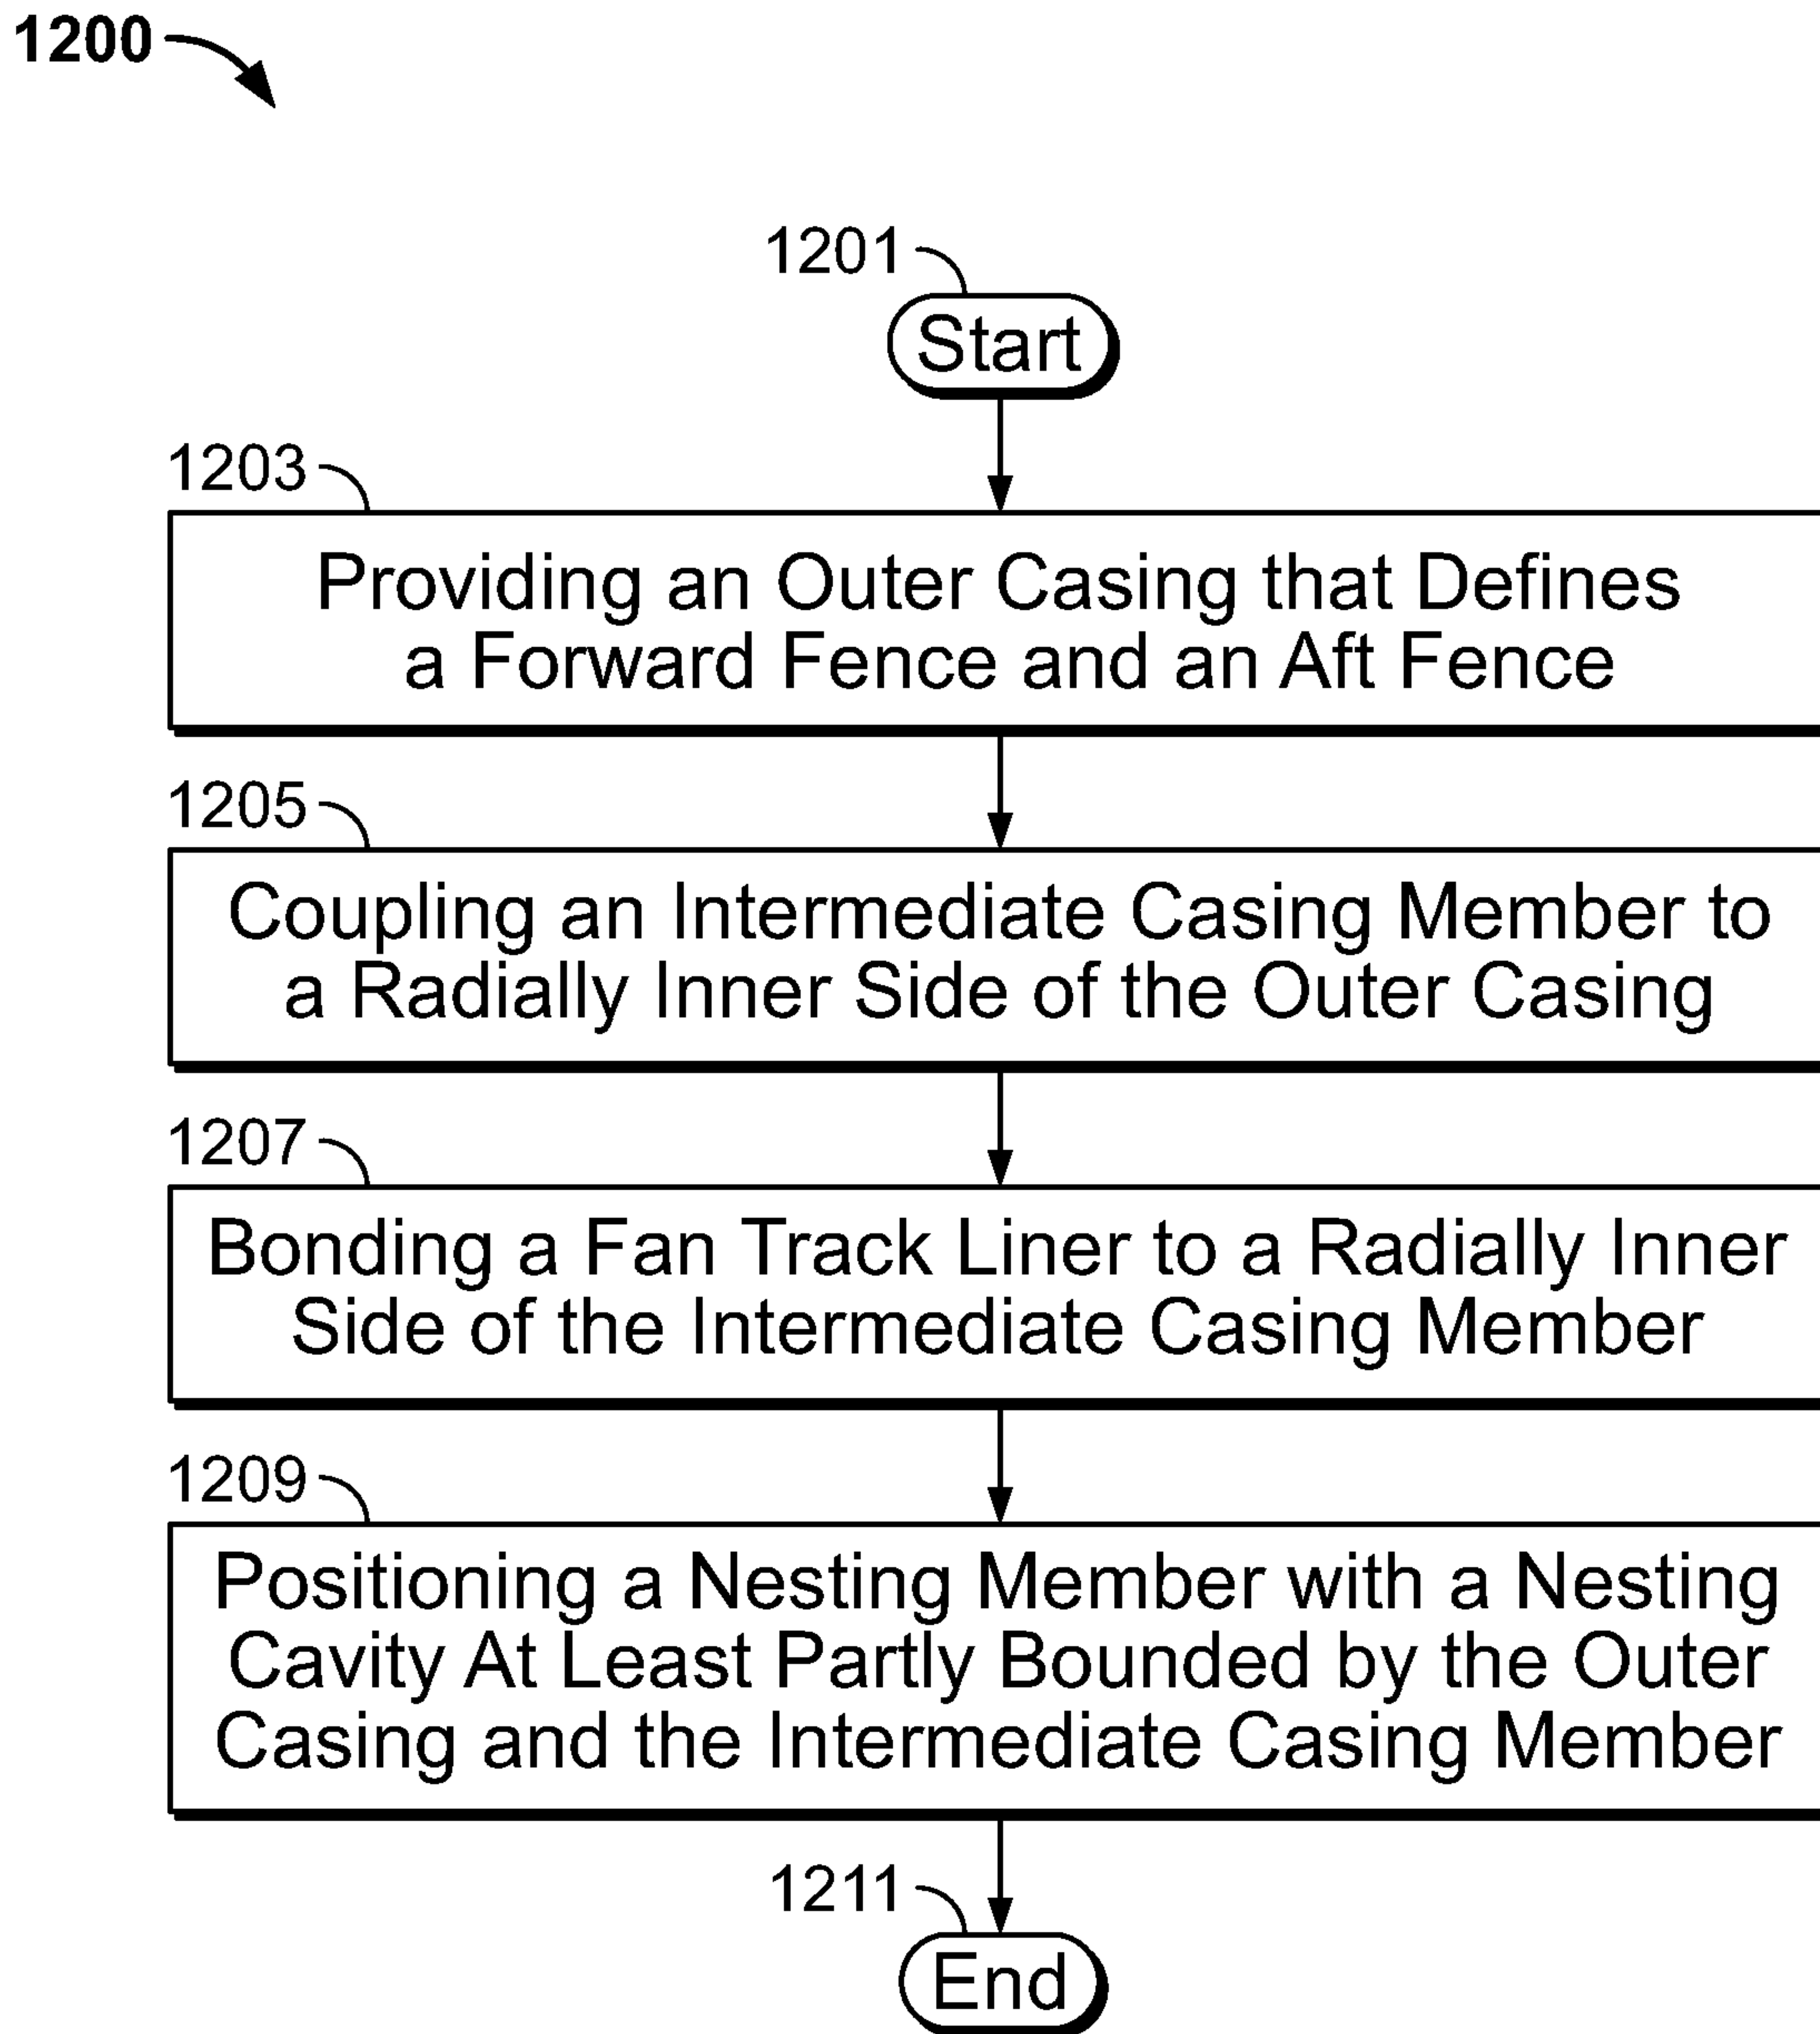 1200
1201
Start
1203
Providing an Outer Casing that Defines
a Forward Fence and an Aft Fence
1205
Coupling an Intermediate Casing Member to
a Radially Inner Side of the Outer Casing
1207
Bonding a Fan Track Liner to a Radially Inner
Side of the Intermediate Casing Member
1209
Positioning a Nesting Member with a Nesting
Cavity At Least Partly Bounded by the Outer
Casing and the Intermediate Casing Member
1211
End